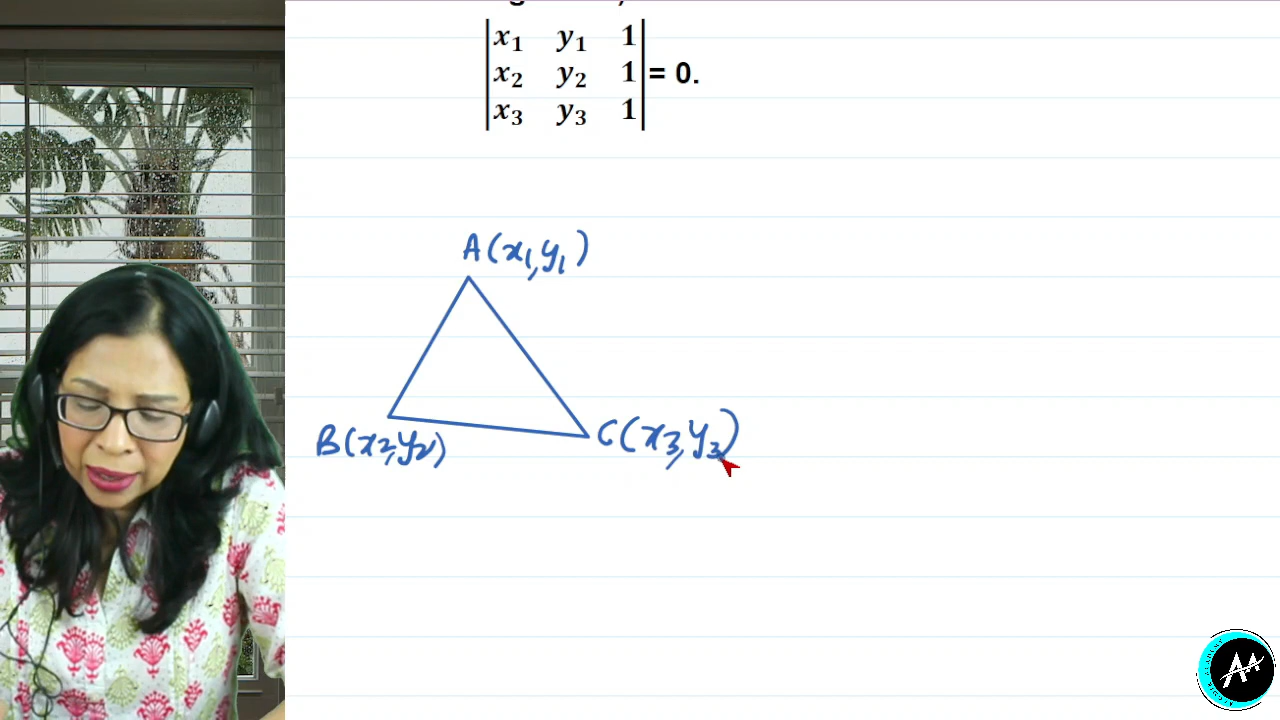 x₁ y₁ 1
x₂ y₂ 1 = 0.
x₃ y₃ 1
A(x₁,y₁)
B(x₂,y₂)
C(x₃,y₃)